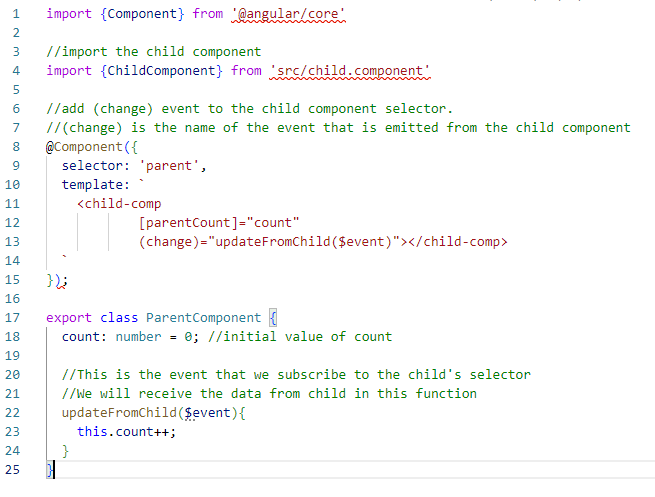 1 import {Component} from '@angular/core'
2
3 //import the child component
4 import {ChildComponent} from 'src/child.component'
5
6 //add (change) event to the child component selector.
7 //(change) is the name of the event that is emitted from the child component
8 @Component({
9   selector: 'parent',
10   template: `
11     <child-comp
12             [parentCount]="count"
13             (change)="updateFromChild($event)"></child-comp>
14   `
15 });
16
17 export class ParentComponent {
18   count: number = 0; //initial value of count
19
20   //This is the event that we subscribe to the child's selector
21   //We will receive the data from child in this function
22   updateFromChild($event){
23     this.count++;
24   }
25 }